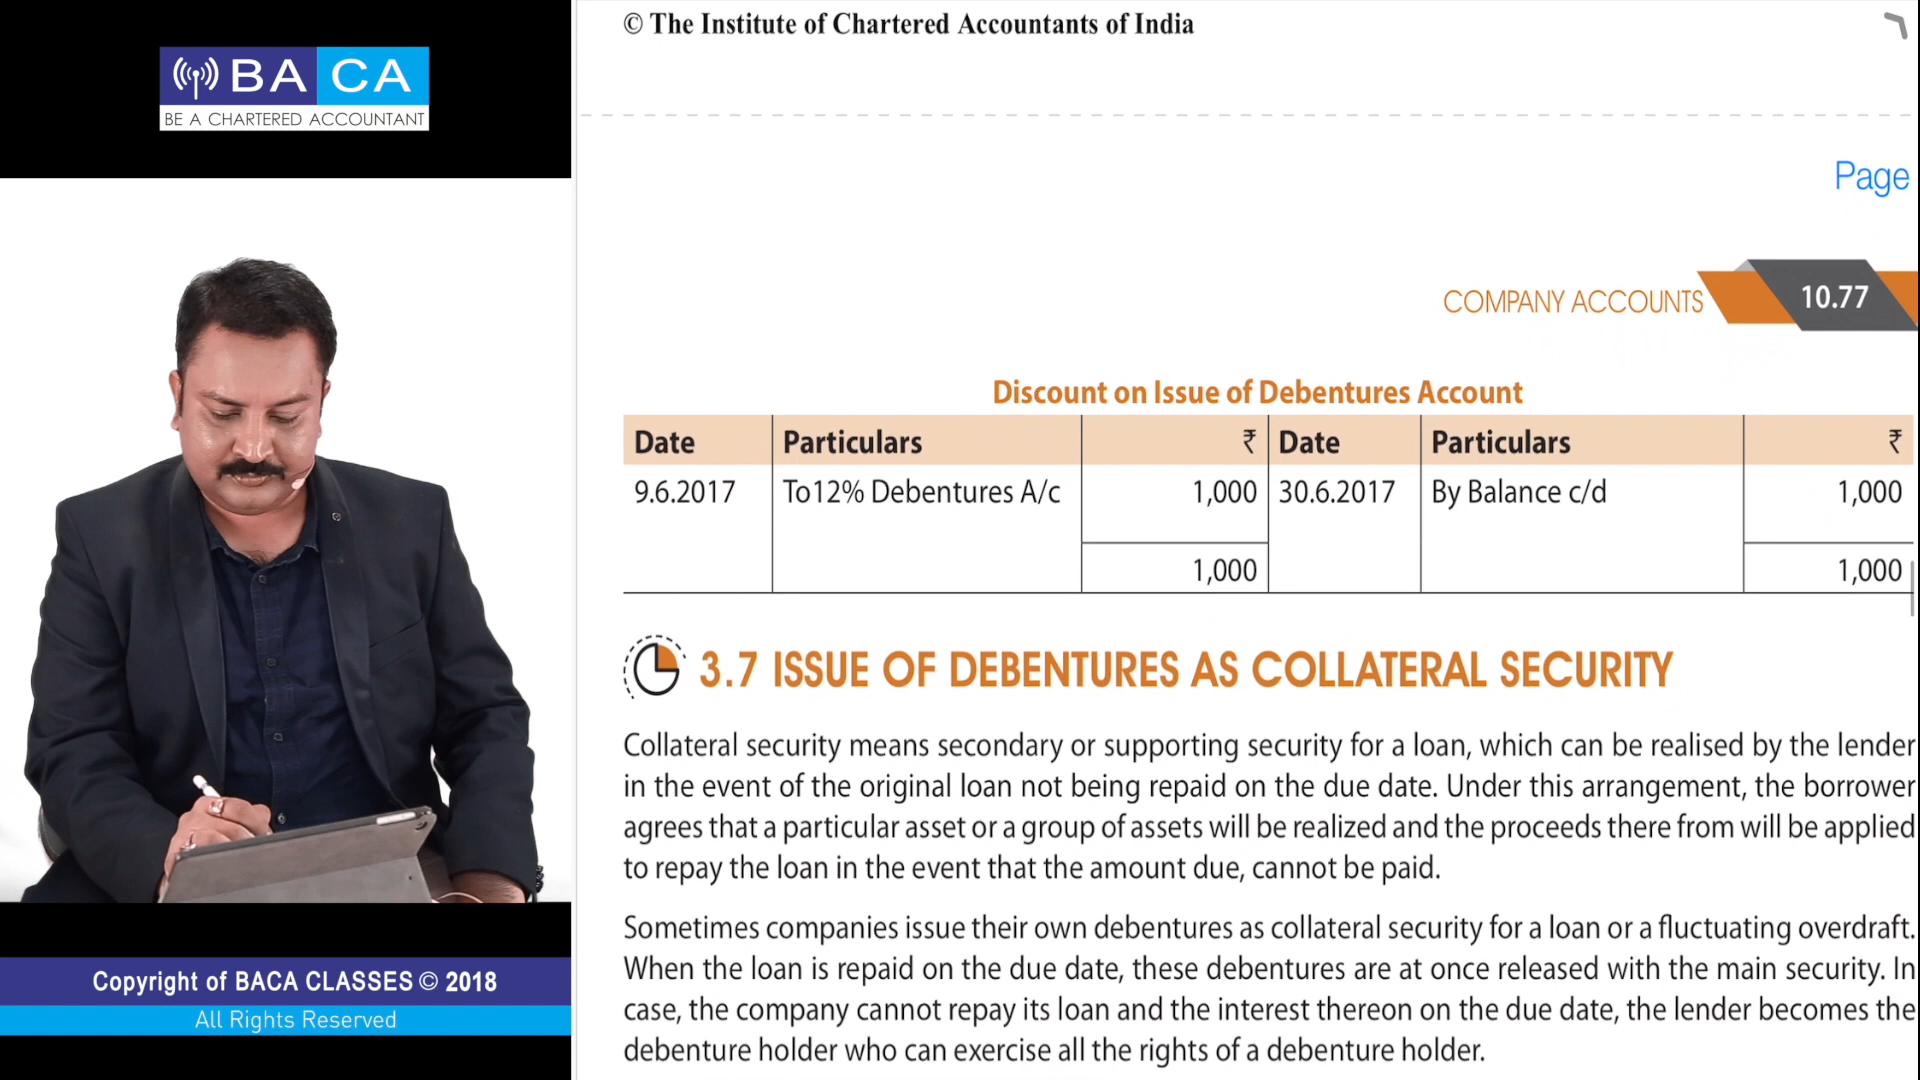 BA CA
BE A CHARTERED ACCOUNTANT
Copyright of BACA CLASSES © 2018
All Rights Reserved
© The Institute of Chartered Accountants of India
Page
COMPANY ACCOUNTS 10.77
Discount on Issue of Debentures Account
Date Particulars ₹ Date Particulars ₹
9.6.2017 To12% Debentures A/c 1,000 30.6.2017 By Balance c/d 1,000
1,000 1,000
3.7 ISSUE OF DEBENTURES AS COLLATERAL SECURITY
Collateral security means secondary or supporting security for a loan, which can be realised by the lender
in the event of the original loan not being repaid on the due date. Under this arrangement, the borrower
agrees that a particular asset or a group of assets will be realized and the proceeds there from will be applied
to repay the loan in the event that the amount due, cannot be paid.
Sometimes companies issue their own debentures as collateral security for a loan or a fluctuating overdraft.
When the loan is repaid on the due date, these debentures are at once released with the main security. In
case, the company cannot repay its loan and the interest thereon on the due date, the lender becomes the
debenture holder who can exercise all the rights of a debenture holder.